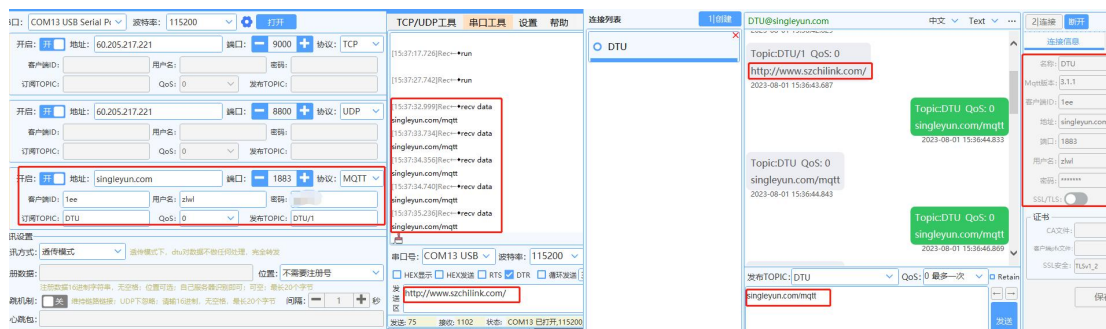 串口: COM13 USB Serial P 波特率: 115200 打开
开启: 开 地址: 60.205.217.221 端口: 9000 协议: TCP
客户端ID: 用户名: 密码:
订阅TOPIC: QoS: 0 发布TOPIC:
开启: 开 地址: 60.205.217.221 端口: 8800 协议: UDP
客户端ID: 用户名: 密码:
订阅TOPIC: QoS: 0 发布TOPIC:
开启: 开 地址: singleyun.com 端口: 1883 协议: MQTT
客户端ID: 1ee 用户名: zlwl 密码:
订阅TOPIC: DTU QoS: 0 发布TOPIC: DTU/1
讯设置
讯方式: 透传模式 透传模式下，dtu对数据不做任何处理，完全转发
册数据: 位置: 不需要注册号
跳机制: 关 间隔: 1 秒
心跳包:
TCP/UDP工具 串口工具 设置 帮助
[15:37:17.726]Rec←◆run
[15:37:27.742]Rec←◆run
[15:37:32.999]Rec←◆recv data
singleyun.com/mqtt
[15:37:33.734]Rec←◆recv data
singleyun.com/mqtt
[15:37:34.356]Rec←◆recv data
singleyun.com/mqtt
[15:37:34.740]Rec←◆recv data
singleyun.com/mqtt
[15:37:35.236]Rec←◆recv data
singleyun.com/mqtt
串口号: COM13 USB 波特率: 115200
HEX显示 HEX发送 RTS DTR 循环发送
发送区 http://www.szchilink.com/
发送: 75 接收: 1102 状态: COM13 已打开,115200
连接列表 创建
DTU
DTU@singleyun.com 中文 Text ...
Topic:DTU/1 QoS: 0
http://www.szchilink.com/
2023-08-01 15:36:43.687
Topic:DTU QoS: 0
singleyun.com/mqtt
2023-08-01 15:36:44.833
Topic:DTU QoS: 0
singleyun.com/mqtt
2023-08-01 15:36:44.843
Topic:DTU QoS: 0
singleyun.com/mqtt
2023-08-01 15:36:46.869
发布TOPIC: DTU QoS: 0 最多一次 Retain
singleyun.com/mqtt
发送
连接 断开
连接信息
名称: DTU
Mqtt版本: 3.1.1
客户端ID: 1ee
地址: singleyun.com
端口: 1883
用户名: zlwl
密码: *******
SSL/TLS:
证书
CA文件:
SSL安全: TLSv1_2